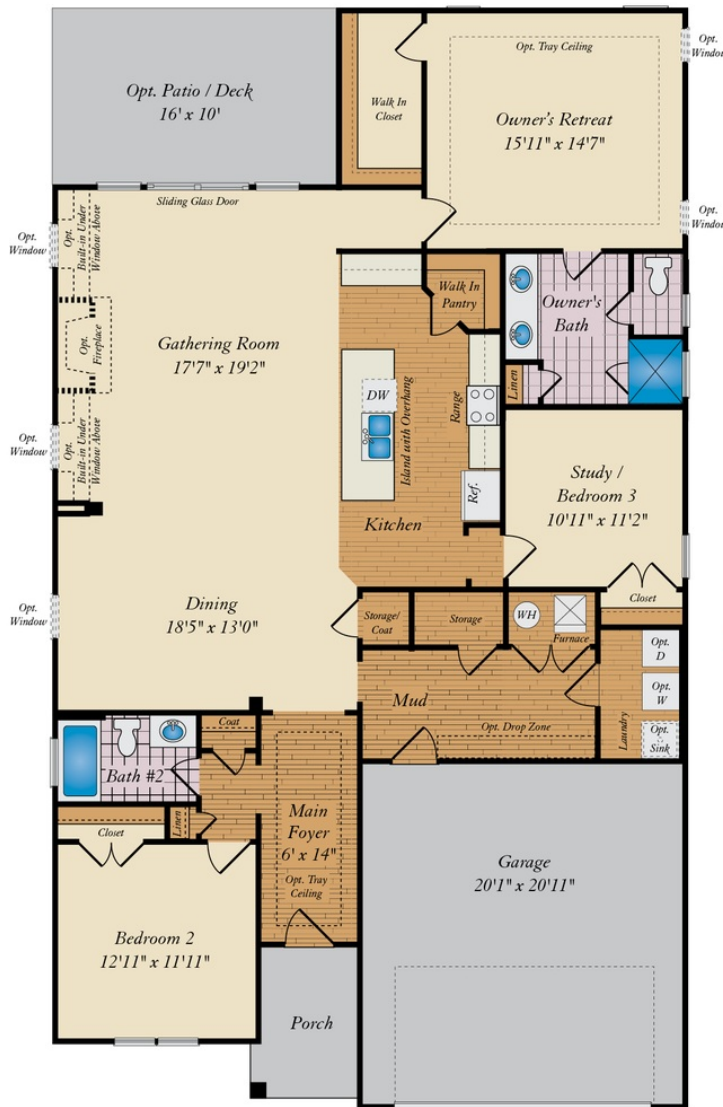 Opt. Patio / Deck
16' x 10'
Walk In
Closet
Opt. Tray Ceiling
Owner's Retreat
15'11" x 14'7"
Opt.
Window
Opt.
Window
Sliding Glass Door
Opt.
Window
Opt.
Built-in Under
Window Above
Opt.
Fireplace
Gathering Room
17'7" x 19'2"
Opt.
Window
Opt.
Built-in Under
Window Above
Walk In
Pantry
Owner's
Bath
Linen
DW
Island with Overhang
Range
Ref.
Kitchen
Study /
Bedroom 3
10'11" x 11'2"
Closet
Opt.
Window
Dining
18'5" x 13'0"
Storage/
Coat
Storage
WH
Furnace
Opt.
D
Opt.
W
Opt.
Sink
Laundry
Mud
Opt. Drop Zone
Coat
Bath #2
Linen
Closet
Main
Foyer
6' x 14"
Opt. Tray
Ceiling
Bedroom 2
12'11" x 11'11"
Garage
20'1" x 20'11"
Porch